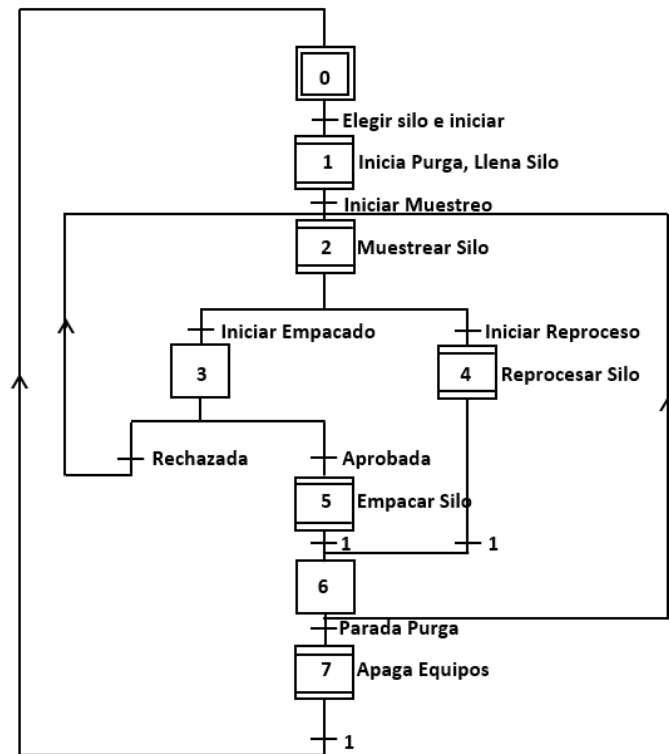 0
Elegir silo e iniciar
1 Inicia Purga, Llena Silo
Iniciar Muestreo
2 Muestrear Silo
Iniciar Empacado
Iniciar Reproceso
3
4 Reprocesar Silo
Rechazada
Aprobada
5 Empacar Silo
1
1
6
Parada Purga
7 Apaga Equipos
1